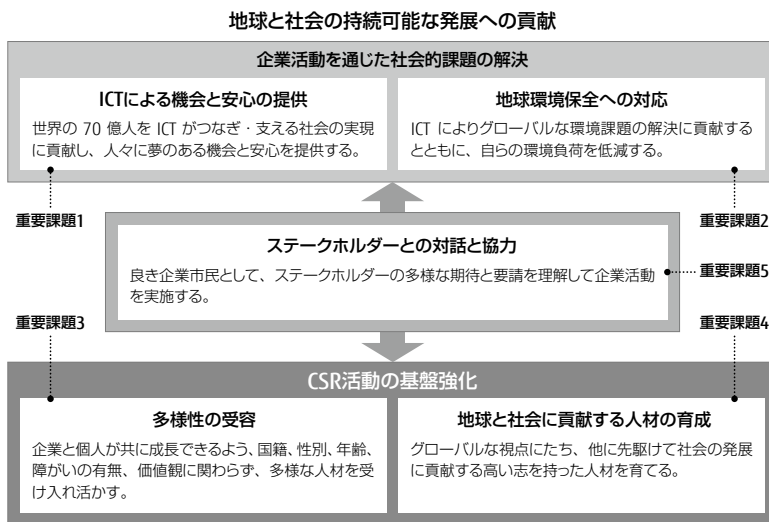 地球と社会の持続可能な発展への貢献
企業活動を通じた社会的課題の解決
ICTによる機会と安心の提供
世界の 70 億人を ICT がつなぎ・支える社会の実現
に貢献し、人々に夢のある機会と安心を提供する。
地球環境保全への対応
ICT によりグローバルな環境課題の解決に貢献する
とともに、自らの環境負荷を低減する。
重要課題1
重要課題2
ステークホルダーとの対話と協力
良き企業市民として、ステークホルダーの多様な期待と要請を理解して企業活動
を実施する。
重要課題5
重要課題3
重要課題4
CSR活動の基盤強化
多様性の受容
企業と個人が共に成長できるよう、国籍、性別、年齢、
障がいの有無、価値観に関わらず、多様な人材を受
け入れ活かす。
地球と社会に貢献する人材の育成
グローバルな視点にたち、他に先駆けて社会の発展
に貢献する高い志を持った人材を育てる。